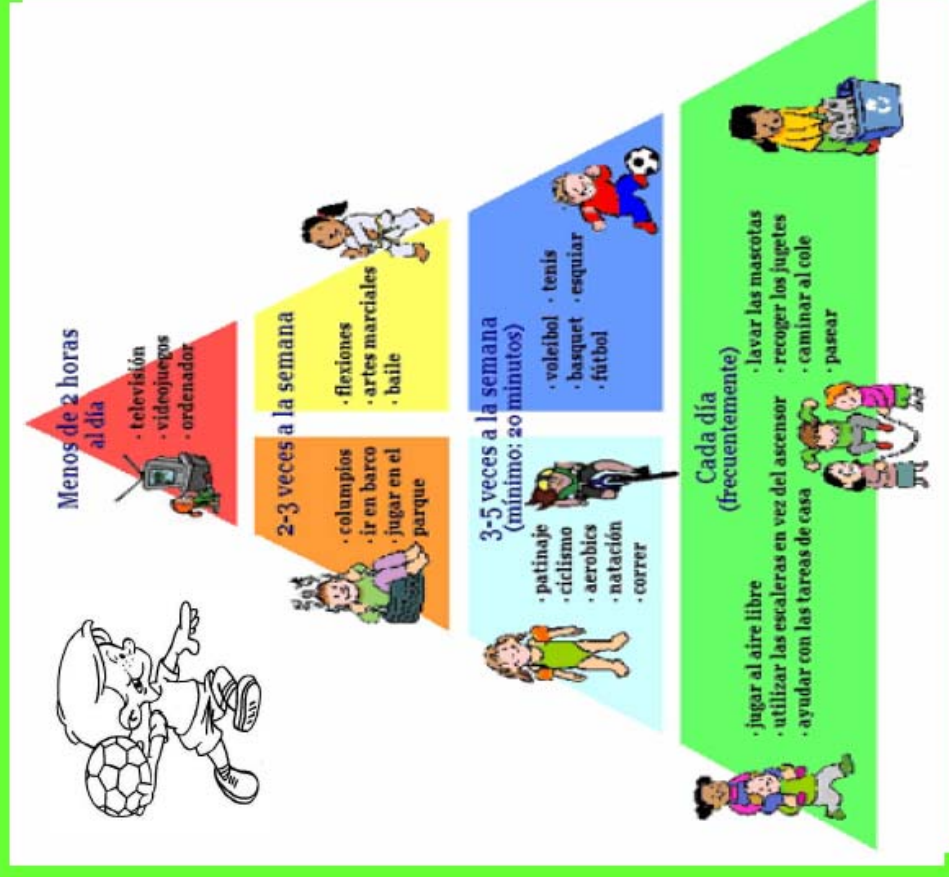 Menos de 2 horas
al día
· televisión
· videojuegos
· ordenador
2-3 veces a la semana
· columpios
· ir en barco
· jugar en el
parque
· flexiones
· artes marciales
· baile
3-5 veces a la semana
(mínimo: 20 minutos)
· patinaje
· ciclismo
· aerobics
· natación
· correr
· voleibol · tenis
· basquet · esquiar
· fútbol
Cada día
(frecuentemente)
· jugar al aire libre
· utilizar las escaleras en vez del ascensor
· ayudar con las tareas de casa
· lavar las mascotas
· recoger los jugetes
· caminar al cole
· pasear